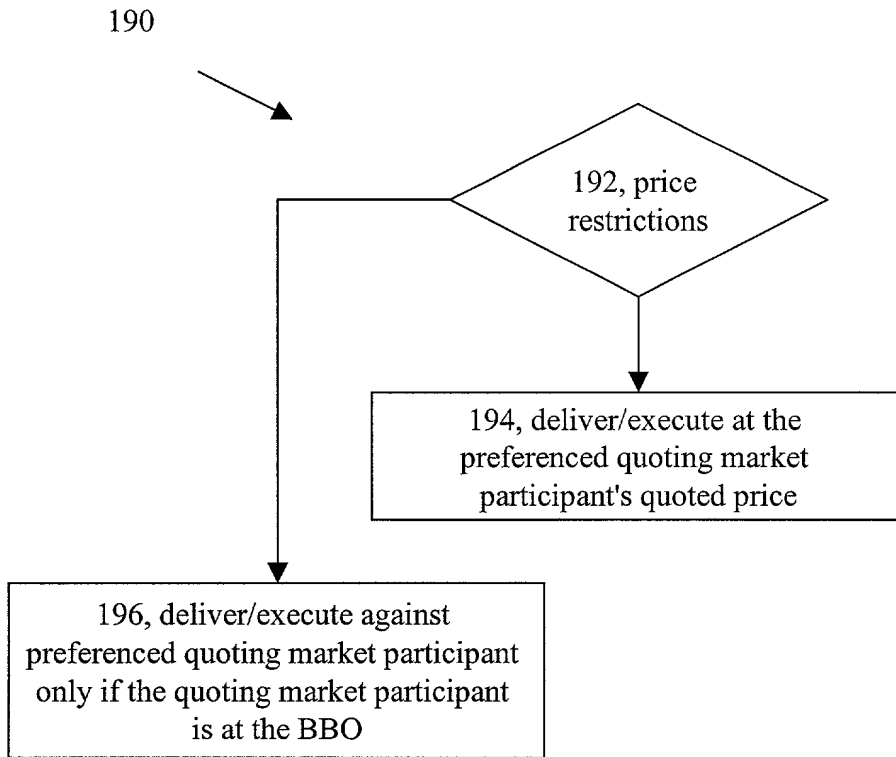 190
192, price
restrictions
194, deliver/execute at the
preferenced quoting market
participant's quoted price
196, deliver/execute against
preferenced quoting market participant
only if the quoting market participant
is at the BBO